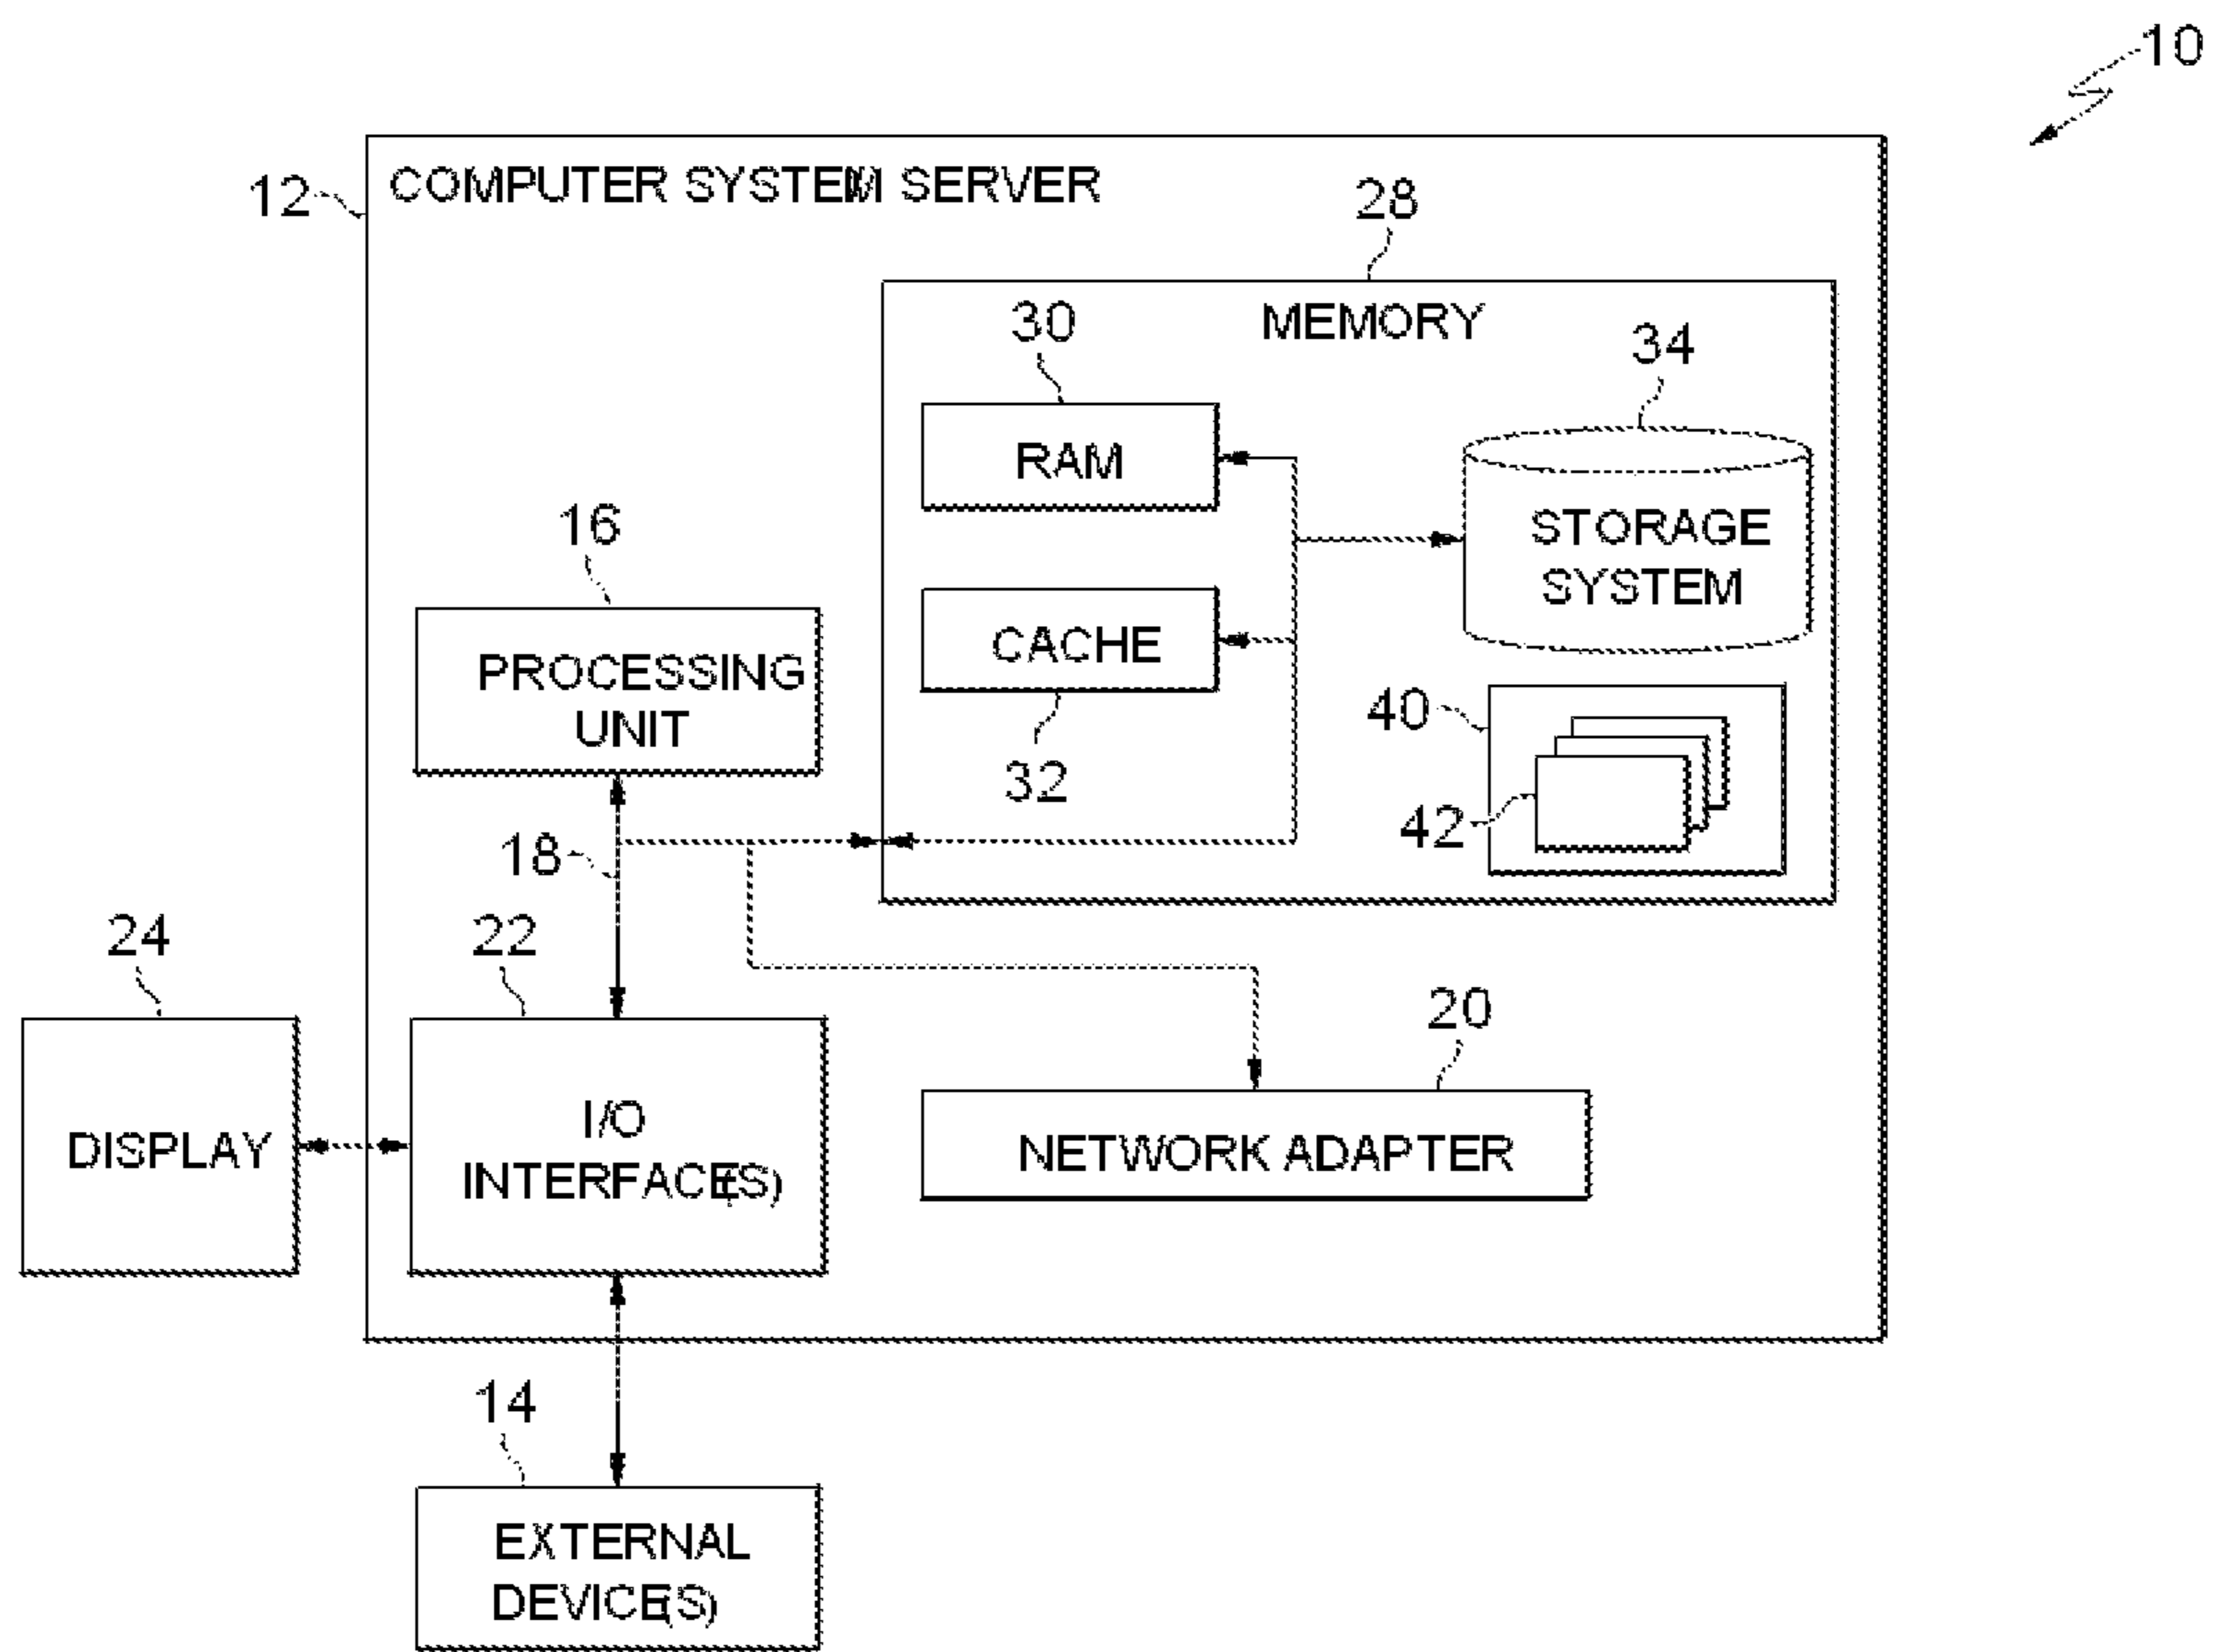 10
12
COMPUTER SYSTEM SERVER
28
MEMORY
30
RAM
34
STORAGE
SYSTEM
16
PROCESSING
UNIT
CACHE
32
40
42
18
24
DISPLAY
22
I/O
INTERFACE(S)
20
NETWORK ADAPTER
14
EXTERNAL
DEVICE(S)